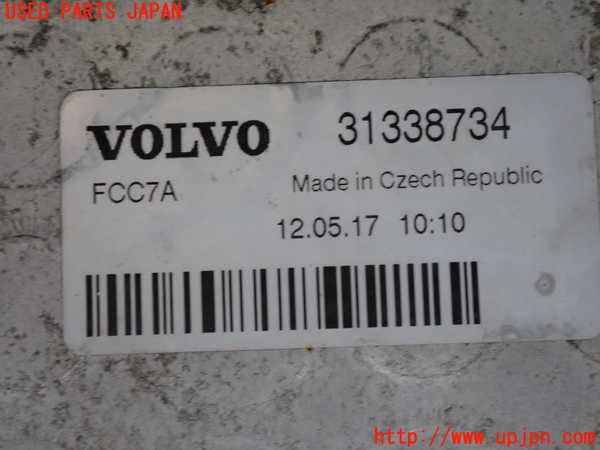 USED PARTS JAPAN
VOLVO 31338734
FCC7A Made in Czech Republic
12.05.17 10:10
http://www.upjpn.com/